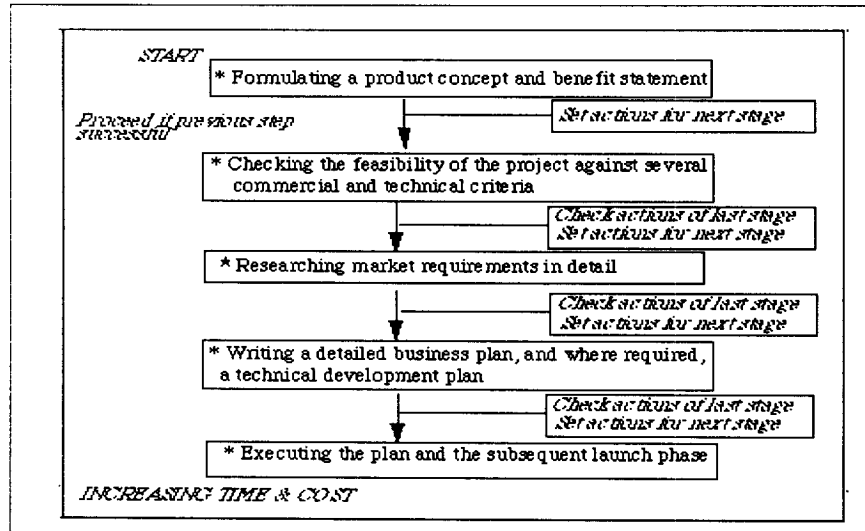 START
* Formulating a product concept and benefit statement
Proceed if previous step
successful
Set actions for next stage
* Checking the feasibility of the project against several
commercial and technical criteria
Check actions of last stage
Set actions for next stage
* Researching market requirements in detail
Check actions of last stage
Set actions for next stage
* Writing a detailed business plan, and where required,
a technical development plan
Check actions of last stage
Set actions for next stage
* Executing the plan and the subsequent launch phase
INCREASING TIME & COST